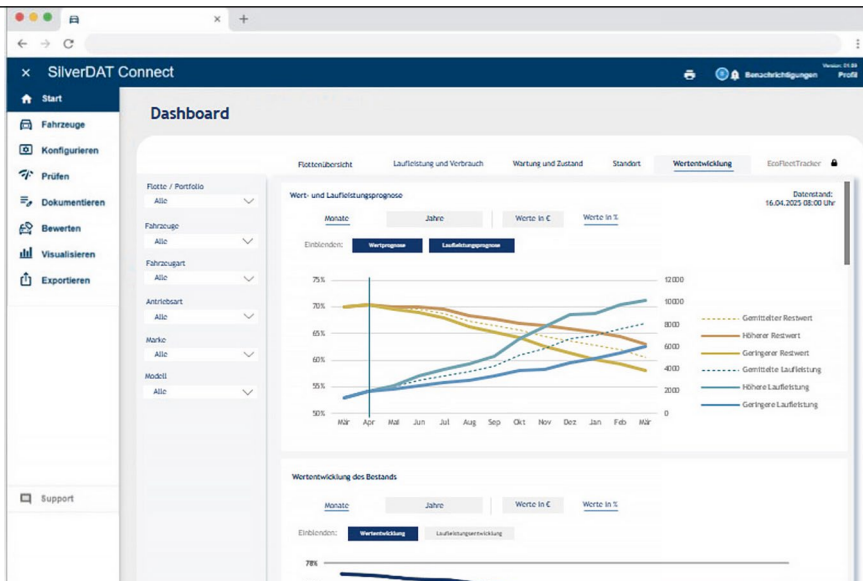 SilverDAT Connect
Benachrichtigungen
Version: 01.89
Profil
Start
Fahrzeuge
Konfigurieren
Prüfen
Dokumentieren
Bewerten
Visualisieren
Exportieren
Support
Dashboard
Flottenübersicht
Laufleistung und Verbrauch
Wartung und Zustand
Standort
Wertentwicklung
EcoFleetTracker
Flotte / Portfolio
Alle
Fahrzeuge
Alle
Fahrzeugart
Alle
Antriebsart
Alle
Marke
Alle
Modell
Alle
Wert- und Laufleistungsprognose
Datenstand:
16.04.2025 08:00 Uhr
Monate Jahre Werte in € Werte in %
Einblenden: Wertprognose Laufleistungsprognose
75% 12000
70% 10000
8000
65%
6000
60%
4000
55%
2000
50% 0
Mär Apr Mai Jun Jul Aug Sep Okt Nov Dez Jan Feb Mär
Gemittelter Restwert
Höherer Restwert
Geringerer Restwert
Gemittelte Laufleistung
Höhere Laufleistung
Geringere Laufleistung
Wertentwicklung des Bestands
Monate Jahre Werte in € Werte in %
Einblenden: Wertentwicklung Laufleistungsentwicklung
78%